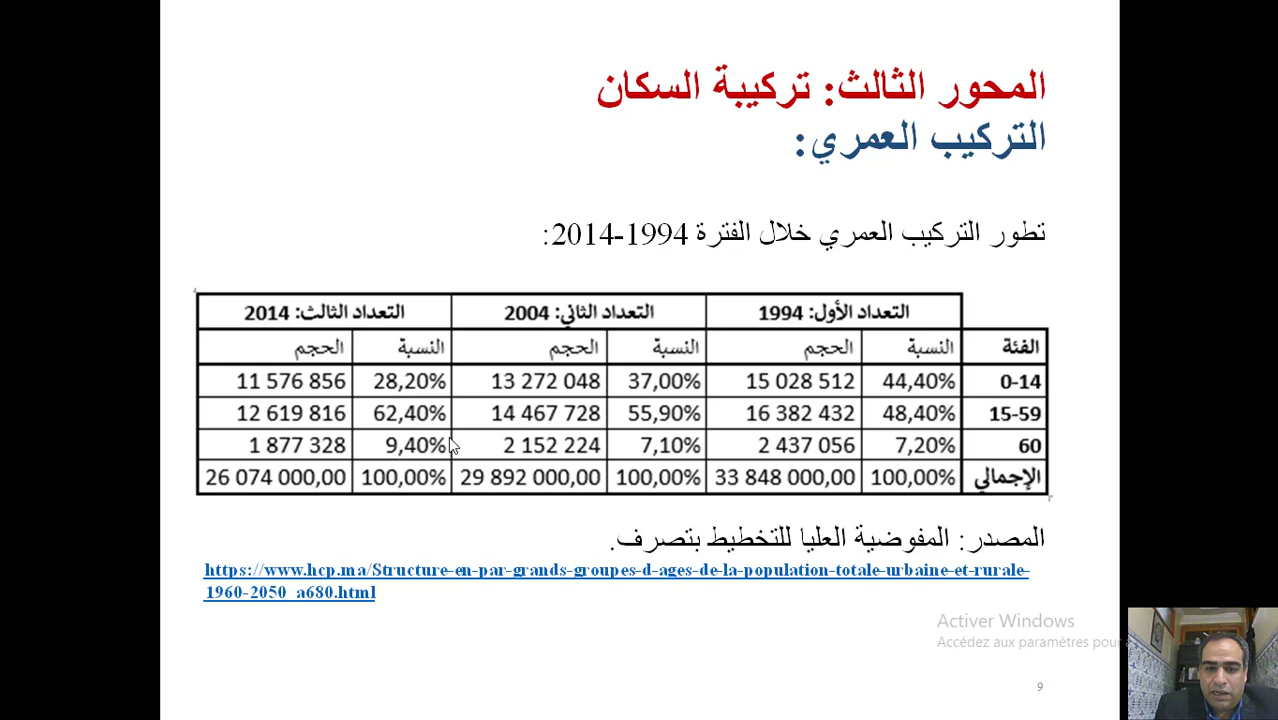 المحور الثالث: تركيبة السكان
التركيب العمري:
تطور التركيب العمري خلال الفترة 1994-2014:
التعداد الأول: 1994 التعداد الثاني: 2004 التعداد الثالث: 2014
الفئة النسبة الحجم النسبة الحجم النسبة الحجم
0-14 44,40% 15 028 512 37,00% 13 272 048 28,20% 11 576 856
15-59 48,40% 16 382 432 55,90% 14 467 728 62,40% 12 619 816
60 7,20% 2 437 056 7,10% 2 152 224 9,40% 1 877 328
الإجمالي 100,00% 33 848 000,00 100,00% 29 892 000,00 100,00% 26 074 000,00
المصدر: المفوضية العليا للتخطيط بتصرف.
https://www.hcp.ma/Structure-en-par-grands-groupes-d-ages-de-la-population-totale-urbaine-et-rurale-
1960-2050_a680.html
Activer Windows
Accédez aux paramètres pour
9